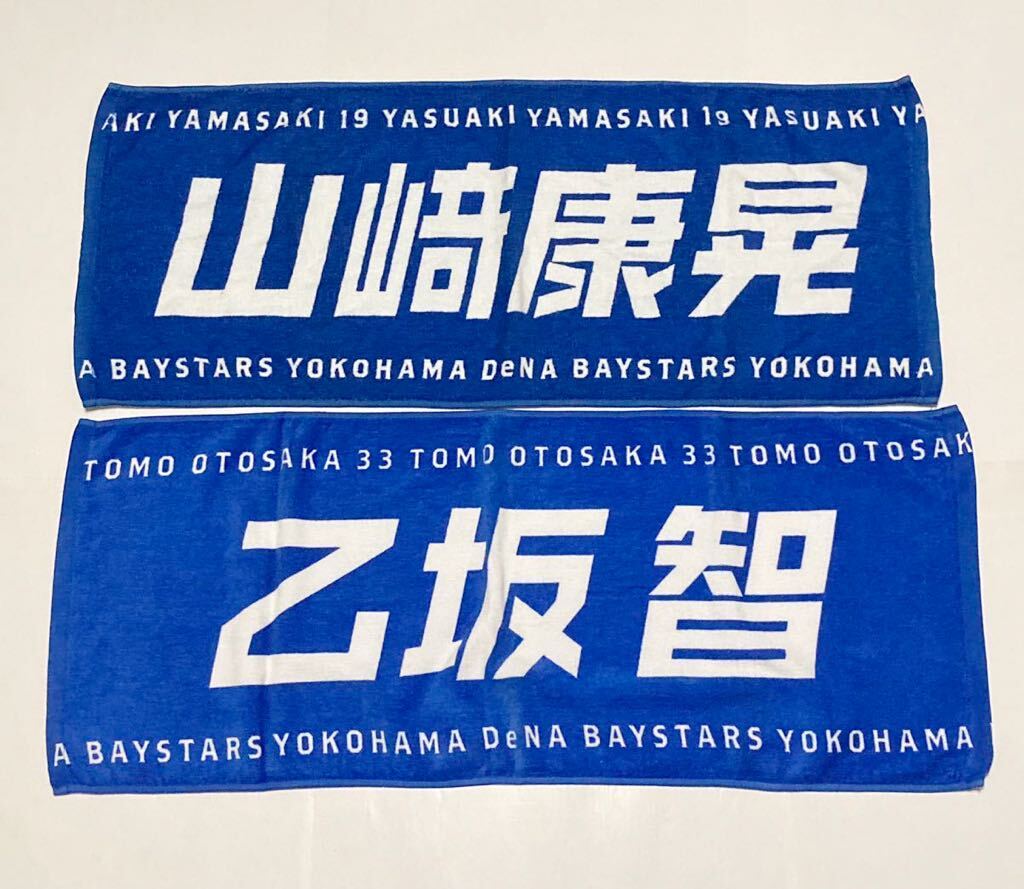 AKI YAMASAKI 19 YASUAKI YAMASAKI 19 YASUAKI YA
山﨑康晃
A BAYSTARS YOKOHAMA DeNA BAYSTARS YOKOHAMA
TOMO OTOSAKA 33 TOMO OTOSAKA 33 TOMO OTOSAK
乙坂 智
A BAYSTARS YOKOHAMA DeNA BAYSTARS YOKOHAMA